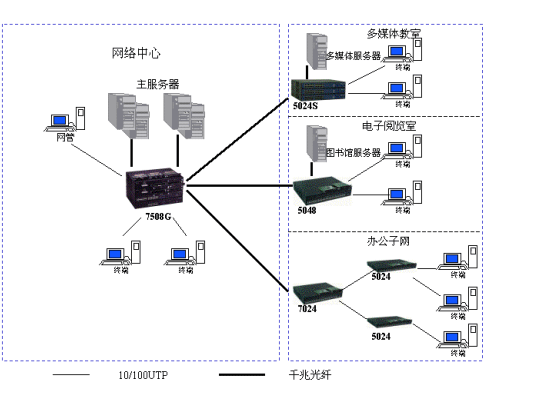 网络中心
主服务器
网管
7508G
终端
终端
多媒体教室
多媒体服务器
终端
5024S
终端
电子阅览室
图书馆服务器
终端
5048
终端
办公子网
5024
终端
7024
终端
5024
终端
10/100UTP
千兆光纤